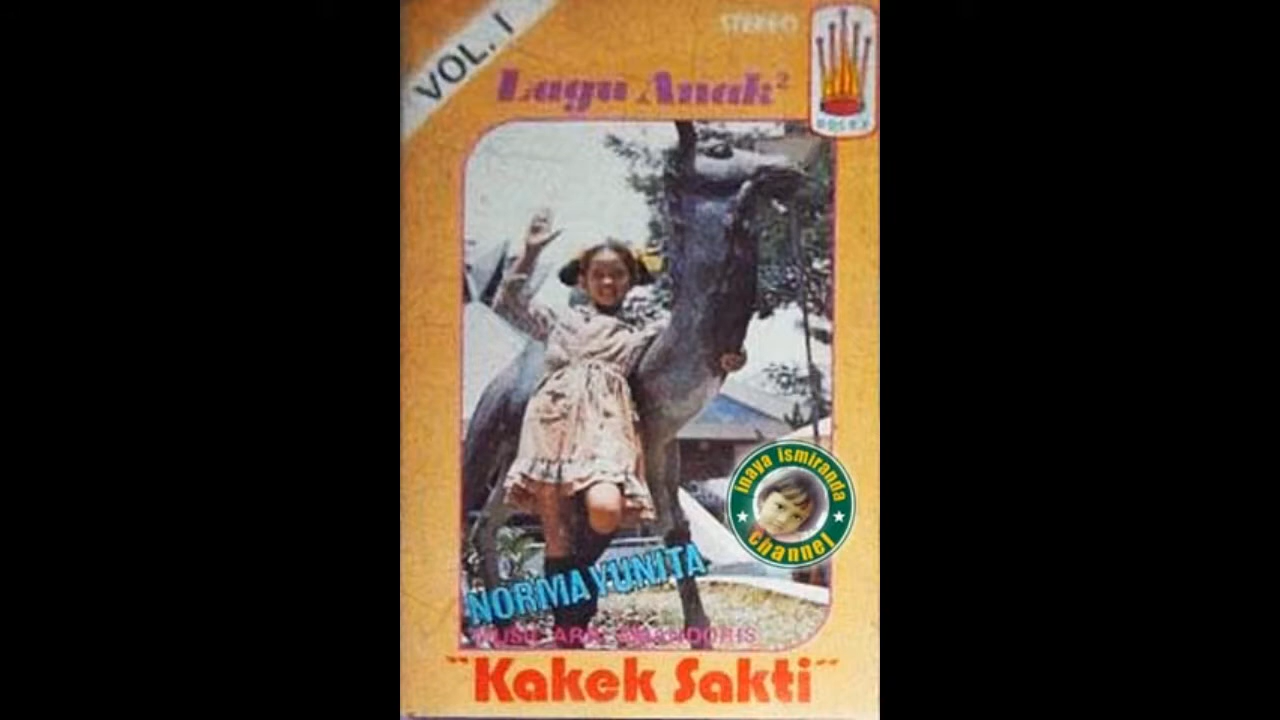 VOL. I
STEREO
Lagu Anak²
inaya ismiranda
channel
NORMA YUNITA
"Kakek Sakti"